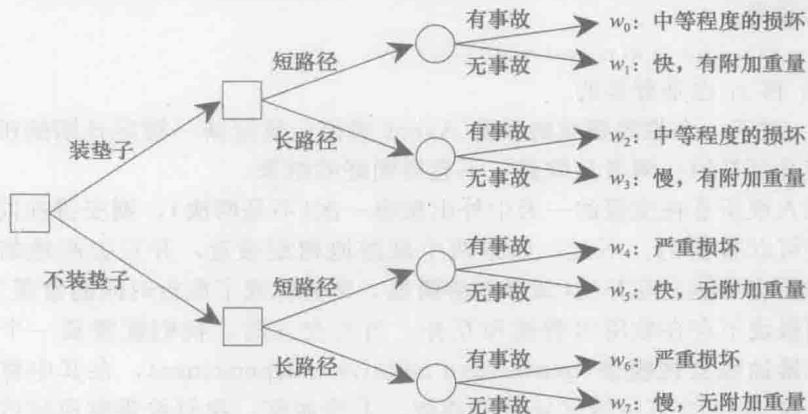 有事故
w₀：中等程度的损坏
短路径
无事故
w₁：快，有附加重量
装垫子
长路径
有事故
w₂：中等程度的损坏
无事故
w₃：慢，有附加重量
不装垫子
短路径
有事故
w₄：严重损坏
无事故
w₅：快，无附加重量
长路径
有事故
w₆：严重损坏
无事故
w₇：慢，无附加重量